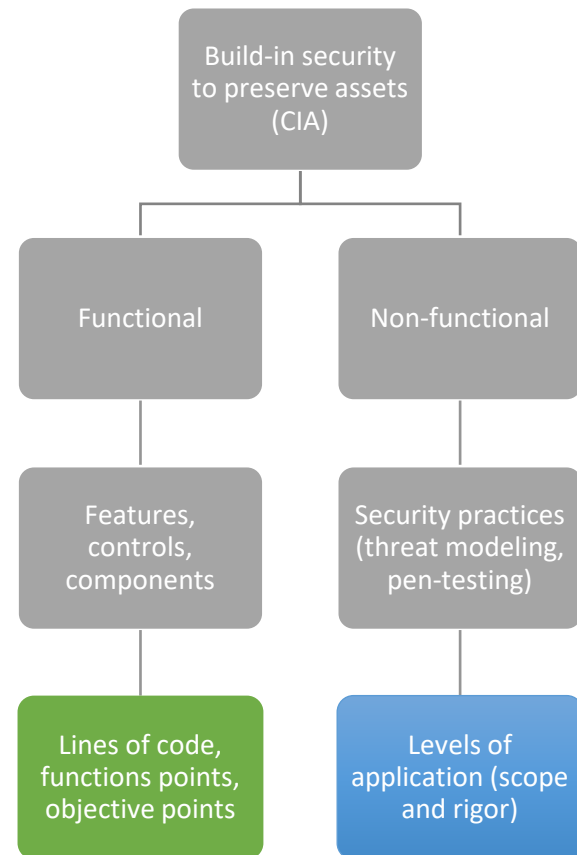 Build-in security
to preserve assets
(CIA)
Functional
Non-functional
Features,
controls,
components
Security practices
(threat modeling,
pen-testing)
Lines of code,
functions points,
objective points
Levels of
application (scope
and rigor)